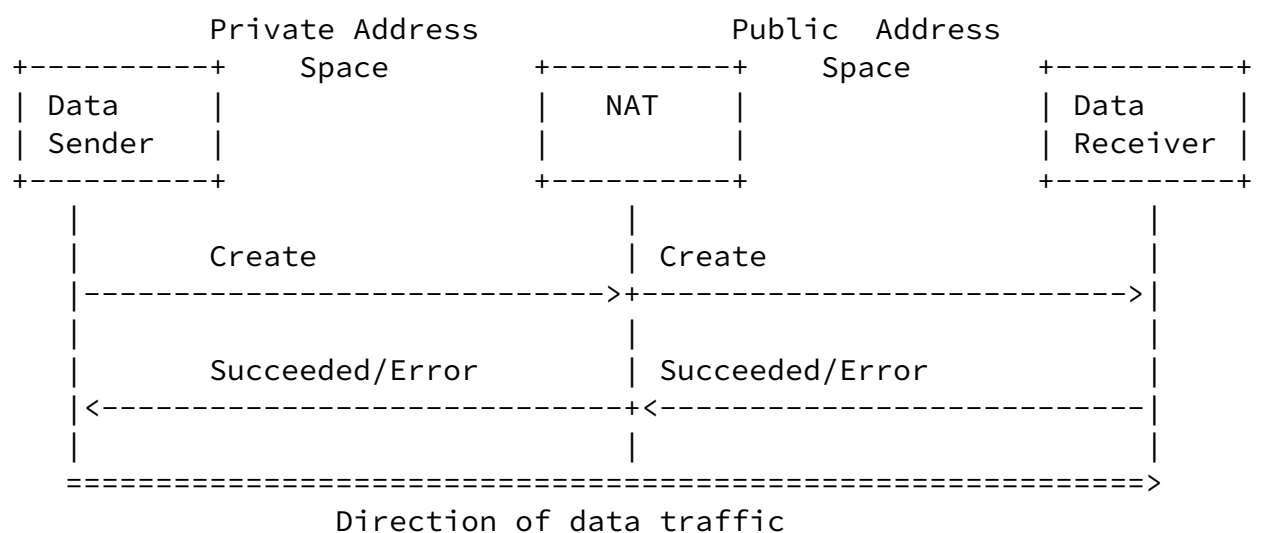 Private Address Public  Address
+----------+ Space +----------+ Space +----------+
| Data | | NAT | | Data |
| Sender | | | | Receiver |
+----------+ +----------+ +----------+
| | |
| Create | Create |
|----------------------------->+--------------------------->|
| | |
| Succeeded/Error | Succeeded/Error |
|<-----------------------------+<---------------------------|
| | |
============================================================>
Direction of data traffic